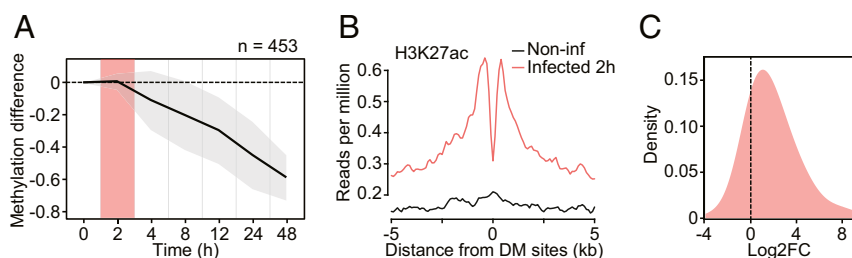 A
n = 453
Methylation difference
0
-0.2
-0.4
-0.6
-0.8
0 2 4 8 12 24 48
Time (h)
B
H3K27ac
Non-inf
Infected 2h
Reads per million
0.6
0.5
0.4
0.3
0.2
-5 0 5
Distance from DM sites (kb)
C
Density
0.15
0.10
0.05
0
-4 0 4 8
Log2FC